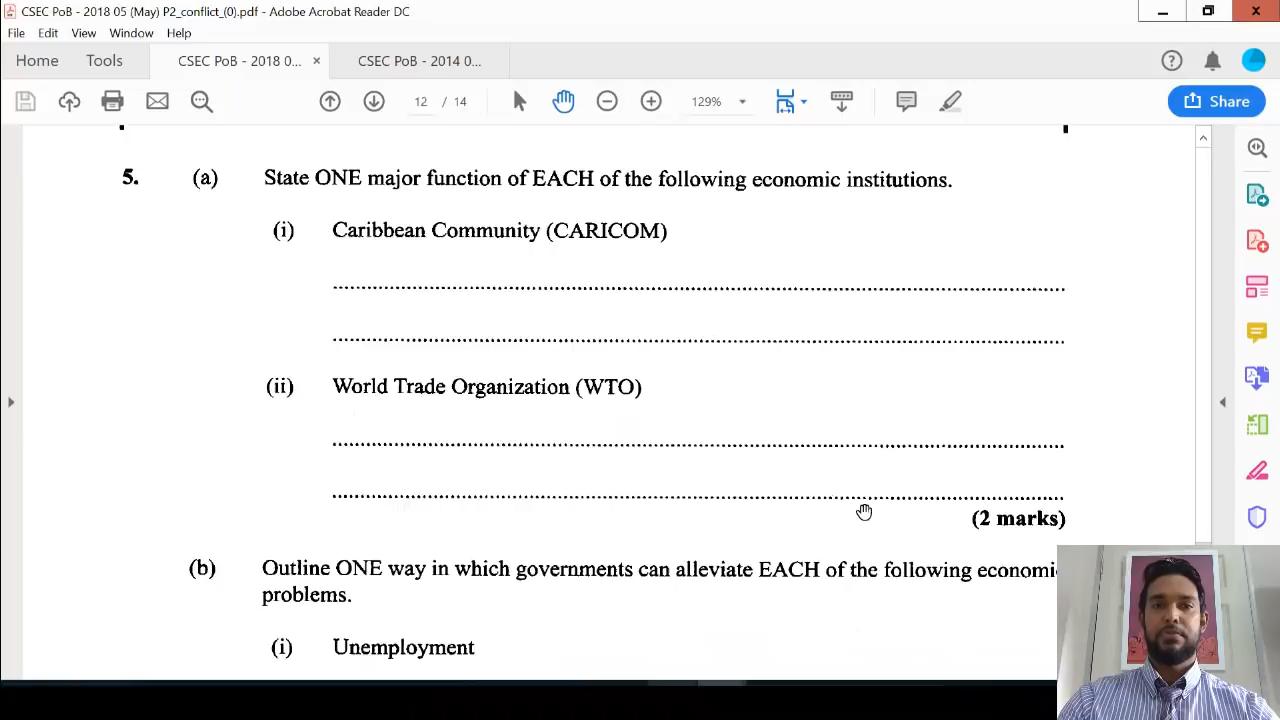 CSEC PoB - 2018 05 (May) P2_conflict_(0).pdf - Adobe Acrobat Reader DC
File Edit View Window Help
Home Tools CSEC PoB - 2018 0... × CSEC PoB - 2014 0...
12 / 14 129% Share
5. (a) State ONE major function of EACH of the following economic institutions.
(i) Caribbean Community (CARICOM)
(ii) World Trade Organization (WTO)
(2 marks)
(b) Outline ONE way in which governments can alleviate EACH of the following economi
problems.
(i) Unemployment